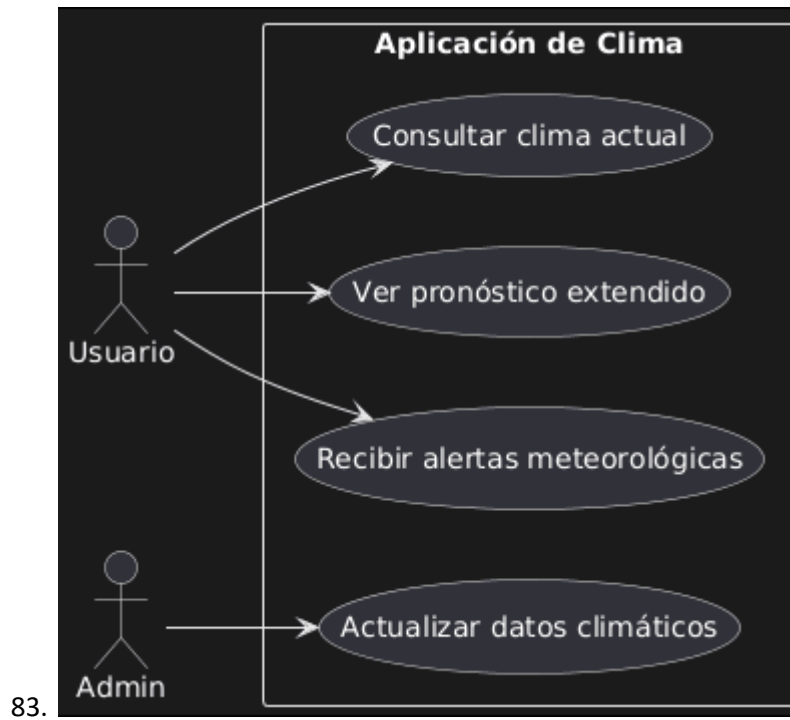 Aplicación de Clima
Consultar clima actual
Ver pronóstico extendido
Usuario
Recibir alertas meteorológicas
Actualizar datos climáticos
Admin
83.